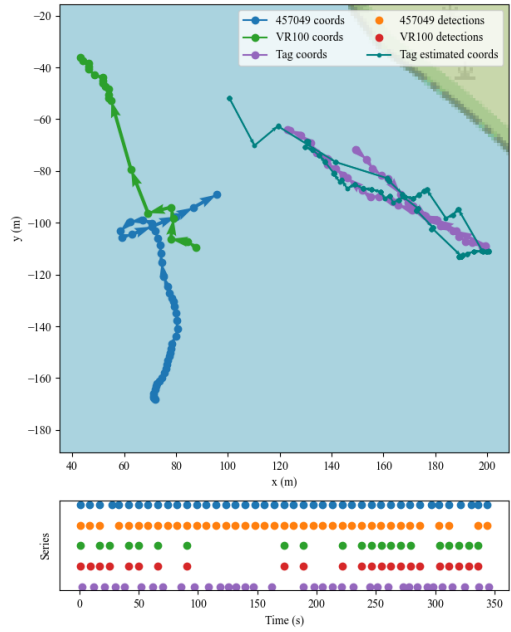 457049 coords
VR100 coords
Tag coords
457049 detections
VR100 detections
Tag estimated coords
−20
−40
−60
−80
−100
−120
−140
−160
−180
y (m)
40 60 80 100 120 140 160 180 200
x (m)
Series
0 50 100 150 200 250 300 350
Time (s)